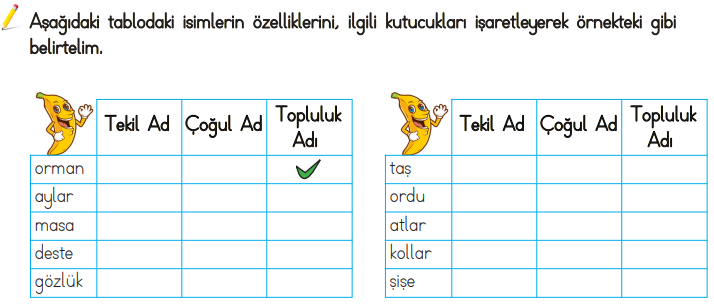 Aşağıdaki tablodaki isimlerin özelliklerini, ilgili kutucukları işaretleyerek örnekteki gibi
belirtelim.
Tekil Ad Çoğul Ad Topluluk
Adı
orman
aylar
masa
deste
gözlük
Tekil Ad Çoğul Ad Topluluk
Adı
taş
ordu
atlar
kollar
şişe